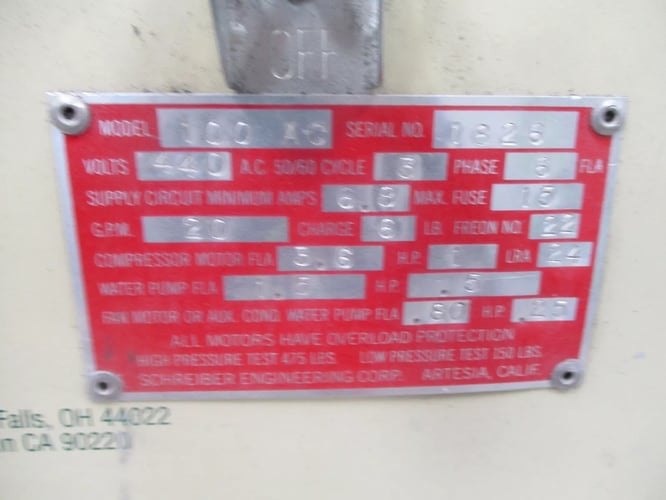 OFF
MODEL 100 AC SERIAL NO. 1826
VOLTS 440 A.C. 50/60 CYCLE 3 PHASE FLA
SUPPLY CIRCUIT MINIMUM AMPS 6.8 MAX. FUSE 15
G.P.M. 20 CHARGE 6 LB. FREON NO. 22
COMPRESSOR MOTOR FLA 3.6 H.P. LRA 24
WATER PUMP FLA 1.5 H.P. .5
FAN MOTOR OR AUX. COND. WATER PUMP FLA .80 H.P. .25
ALL MOTORS HAVE OVERLOAD PROTECTION
HIGH PRESSURE TEST 475 LBS. LOW PRESSURE TEST 150 LBS.
SCHREIBER ENGINEERING CORP. ARTESIA, CALIF.
Falls, OH 44022
n CA 90220